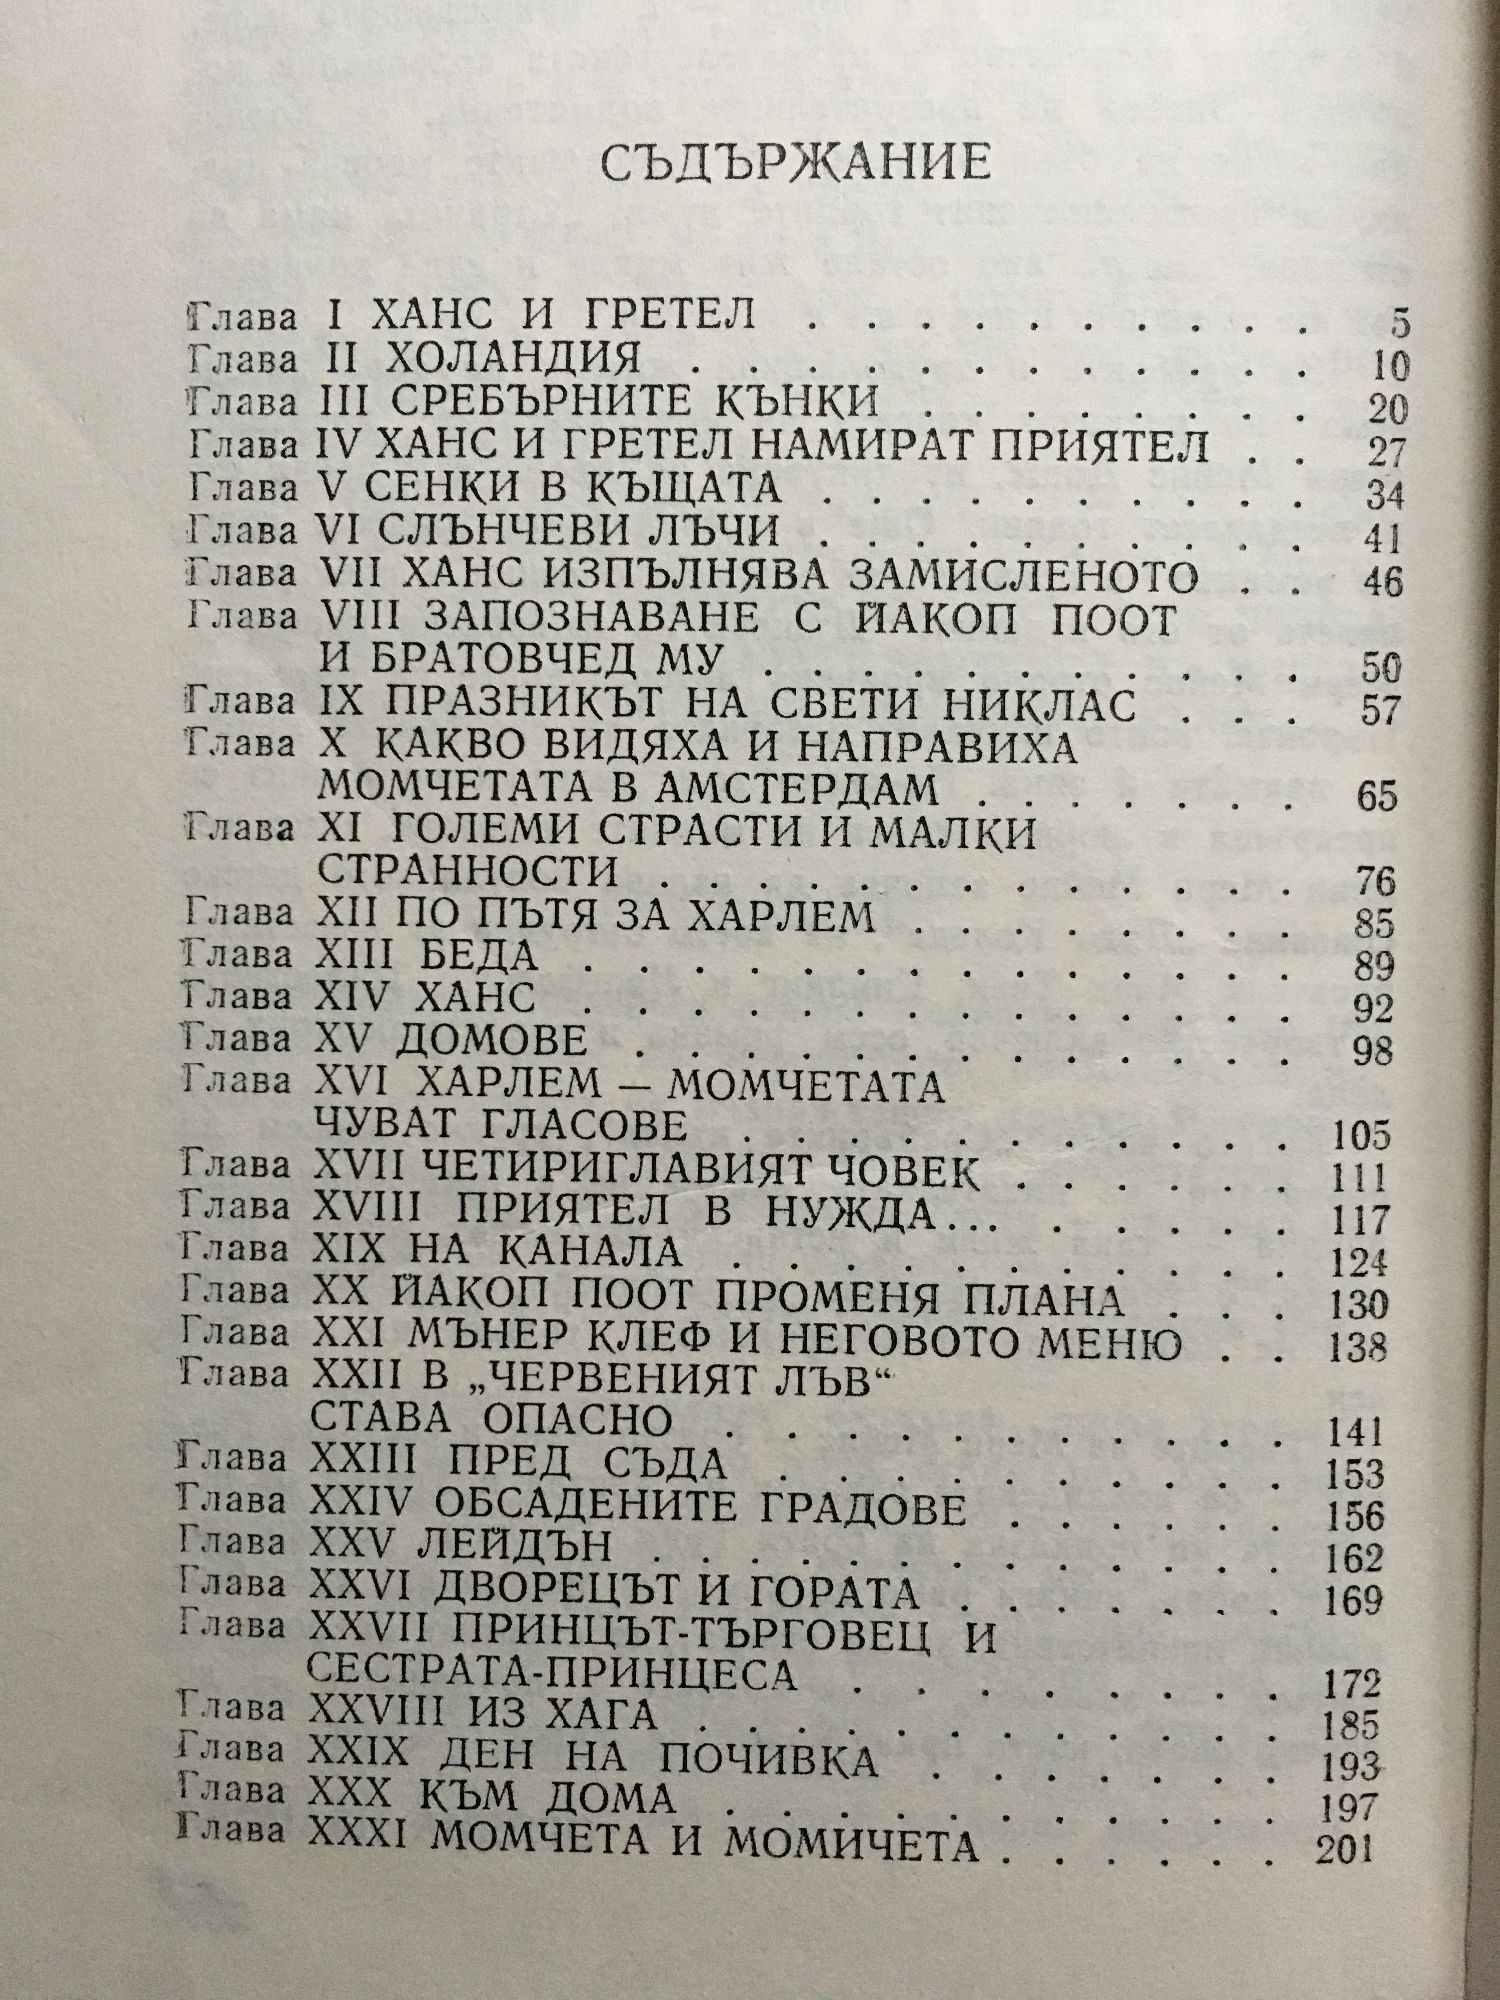 СЪДЪРЖАНИЕ
Глава I ХАНС И ГРЕТЕЛ . . . . . . . . . . 5
Глава II ХОЛАНДИЯ . . . . . . . . . . . . 10
Глава III СРЕБЪРНИТЕ КЪНКИ . . . . . . . . 20
Глава IV ХАНС И ГРЕТЕЛ НАМИРАТ ПРИЯТЕЛ . . 27
Глава V СЕНКИ В КЪЩАТА . . . . . . . . . . 34
Глава VI СЛЪНЧЕВИ ЛЪЧИ . . . . . . . . . . 41
Глава VII ХАНС ИЗПЪЛНЯВА ЗАМИСЛЕНОТО . . 46
Глава VIII ЗАПОЗНАВАНЕ С ЙАКОП ПООТ
И БРАТОВЧЕД МУ . . . . . . . . . . . 50
Глава IX ПРАЗНИКЪТ НА СВЕТИ НИКЛАС . . . 57
Глава X КАКВО ВИДЯХА И НАПРАВИХА
МОМЧЕТАТА В АМСТЕРДАМ . . . . . . . 65
Глава XI ГОЛЕМИ СТРАСТИ И МАЛКИ
СТРАННОСТИ . . . . . . . . . . . . . 76
Глава XII ПО ПЪТЯ ЗА ХАРЛЕМ . . . . . . . . 85
Глава XIII БЕДА . . . . . . . . . . . . . . 89
Глава XIV ХАНС . . . . . . . . . . . . . . 92
Глава XV ДОМОВЕ . . . . . . . . . . . . . 98
Глава XVI ХАРЛЕМ — МОМЧЕТАТА
ЧУВАТ ГЛАСОВЕ . . . . . . . . . . . 105
Глава XVII ЧЕТИРИГЛАВИЯТ ЧОВЕК . . . . . . 111
Глава XVIII ПРИЯТЕЛ В НУЖДА... . . . . . 117
Глава XIX НА КАНАЛА . . . . . . . . . . . 124
Глава XX ЙАКОП ПООТ ПРОМЕНЯ ПЛАНА . . . 130
Глава XXI МЪНЕР КЛЕФ И НЕГОВОТО МЕНЮ . . 138
Глава XXII В „ЧЕРВЕНИЯТ ЛЪВ“
СТАВА ОПАСНО . . . . . . . . . . 141
Глава XXIII ПРЕД СЪДА . . . . . . . . . 153
Глава XXIV ОБСАДЕНИТЕ ГРАДОВЕ . . . . . . 156
Глава XXV ЛЕЙДЪН . . . . . . . . . . . . . 162
Глава XXVI ДВОРЕЦЪТ И ГОРАТА . . . . . . . 169
Глава XXVII ПРИНЦЪТ-ТЪРГОВЕЦ И
СЕСТРАТА-ПРИНЦЕСА . . . . . . . . 172
Глава XXVIII ИЗ ХАГА . . . . . . . . . . . . 185
Глава XXIX ДЕН НА ПОЧИВКА . . . . . . . 193
Глава XXX КЪМ ДОМА . . . . . . . . . . . 197
Глава XXXI МОМЧЕТА И МОМИЧЕТА . . . . . . 201